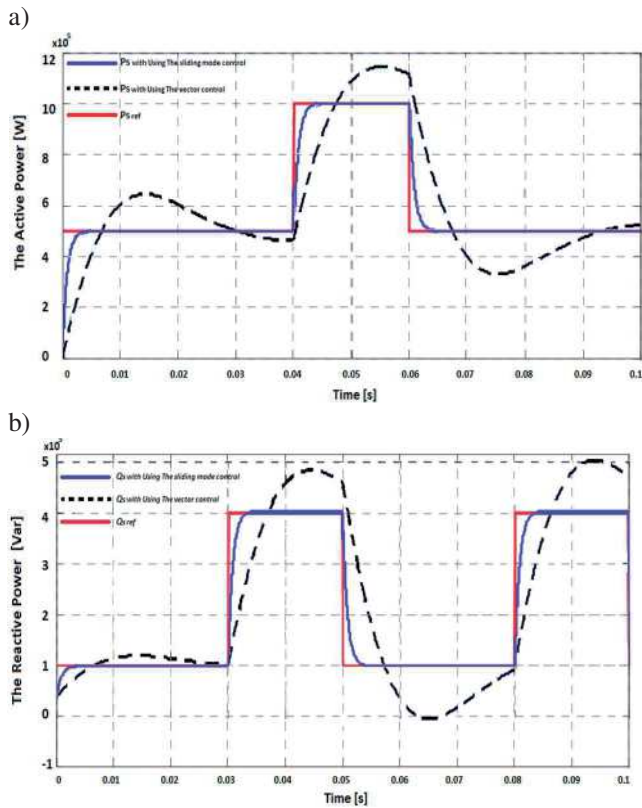 a)
x10⁵
12
10
8
6
4
2
0
The Active Power [W]
Ps with Using The sliding mode control
Ps with Using The vector control
Ps ref
0 0.01 0.02 0.03 0.04 0.05 0.06 0.07 0.08 0.09 0.1
Time [s]
b)
5
4
3
2
1
0
-1
The Reactive Power [Var]
Qs with Using The sliding mode control
Qs with Using The vector control
Qs ref
0 0.01 0.02 0.03 0.04 0.05 0.06 0.07 0.08 0.09 0.1
Time [s]